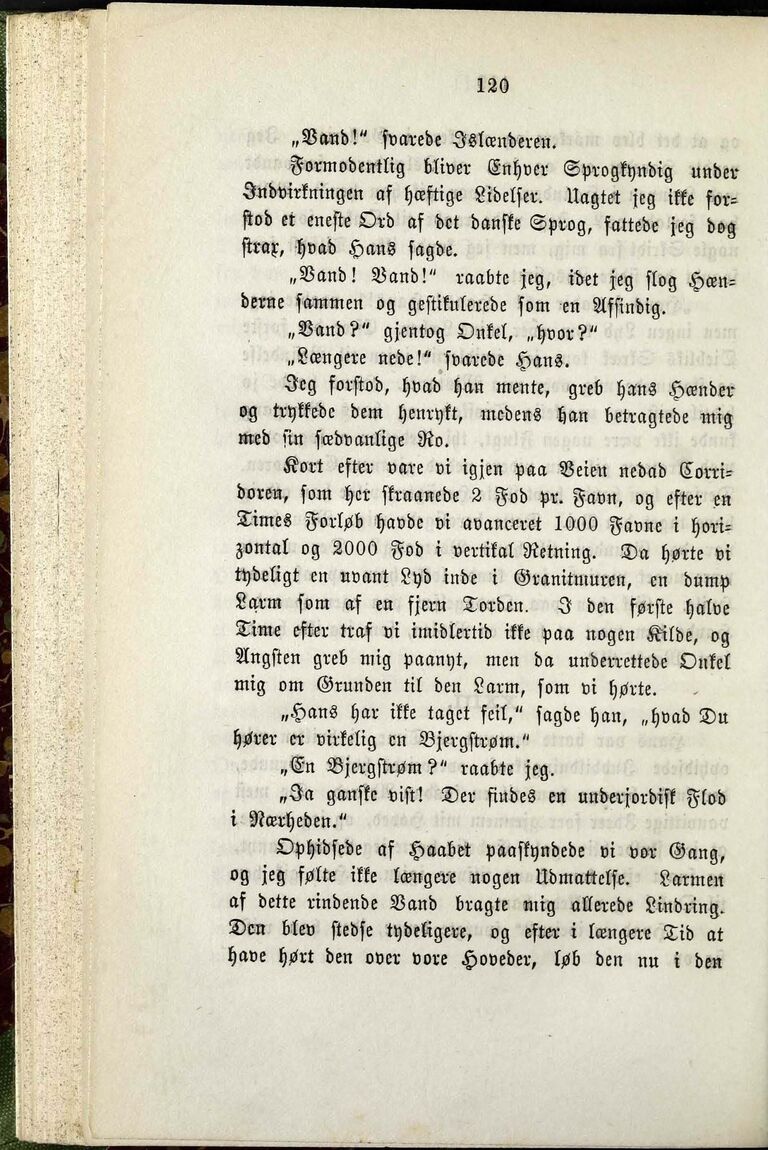 120
„Vand!“ svarede Islænderen.
Formodentlig bliver Enhver Sprogkyndig under
Indvirkningen af hæftige Lidelser. Uagtet jeg ikke for=
stod et eneste Ord af det danske Sprog, fattede jeg dog
strax, hvad Hans sagde.
„Vand! Vand!“ raabte jeg, idet jeg slog Hæn=
derne sammen og gestikulerede som en Afsindig.
„Vand?“ gjentog Onkel, „hvor?“
„Længere nede!“ svarede Hans.
Jeg forstod, hvad han mente, greb hans Hænder
og trykkede dem henrykt, medens han betragtede mig
med sin sædvanlige Ro.
Kort efter vare vi igjen paa Veien nedad Corri=
doren, som her skraanede 2 Fod pr. Favn, og efter en
Times Forløb havde vi avanceret 1000 Favne i hori=
zontal og 2000 Fod i vertikal Retning. Da hørte vi
tydeligt en uvant Lyd inde i Granitmuren, en dump
Larm som af en fjern Torden. I den første halve
Time efter traf vi imidlertid ikke paa nogen Kilde, og
Angsten greb mig paanyt, men da underrettede Onkel
mig om Grunden til den Larm, som vi hørte.
„Hans har ikke taget feil,“ sagde han, „hvad Du
hører er virkelig en Bjergstrøm.“
„En Bjergstrøm?“ raabte jeg.
„Ja ganske vist! Der findes en underjordisk Flod
i Nærheden.“
Ophidsede af Haabet paaskyndede vi vor Gang,
og jeg følte ikke længere nogen Udmattelse. Larmen
af dette rindende Vand bragte mig allerede Lindring.
Den blev stedse tydeligere, og efter i længere Tid at
have hørt den over vore Hoveder, løb den nu i den